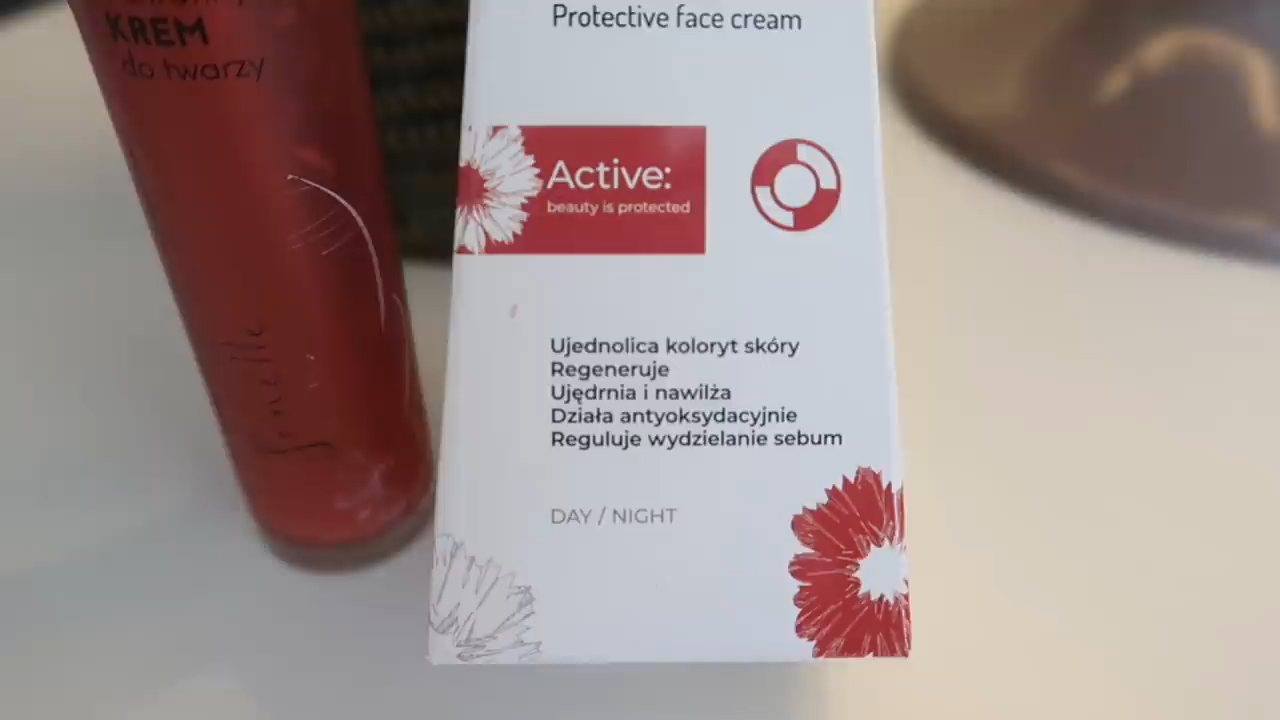 KREM
do twarzy
Protective face cream
Active:
beauty is protected
Ujednolica koloryt skóry
Regeneruje
Ujędrnia i nawilża
Działa antyoksydacyjnie
Reguluje wydzielanie sebum
DAY / NIGHT